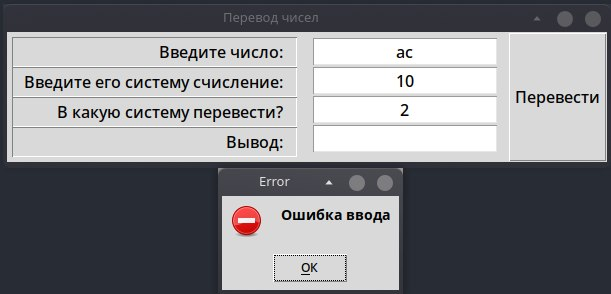 Перевод чисел
Введите число: ac
Введите его систему счисление: 10
В какую систему перевести? 2
Вывод:
Перевести
Error
Ошибка ввода
OK